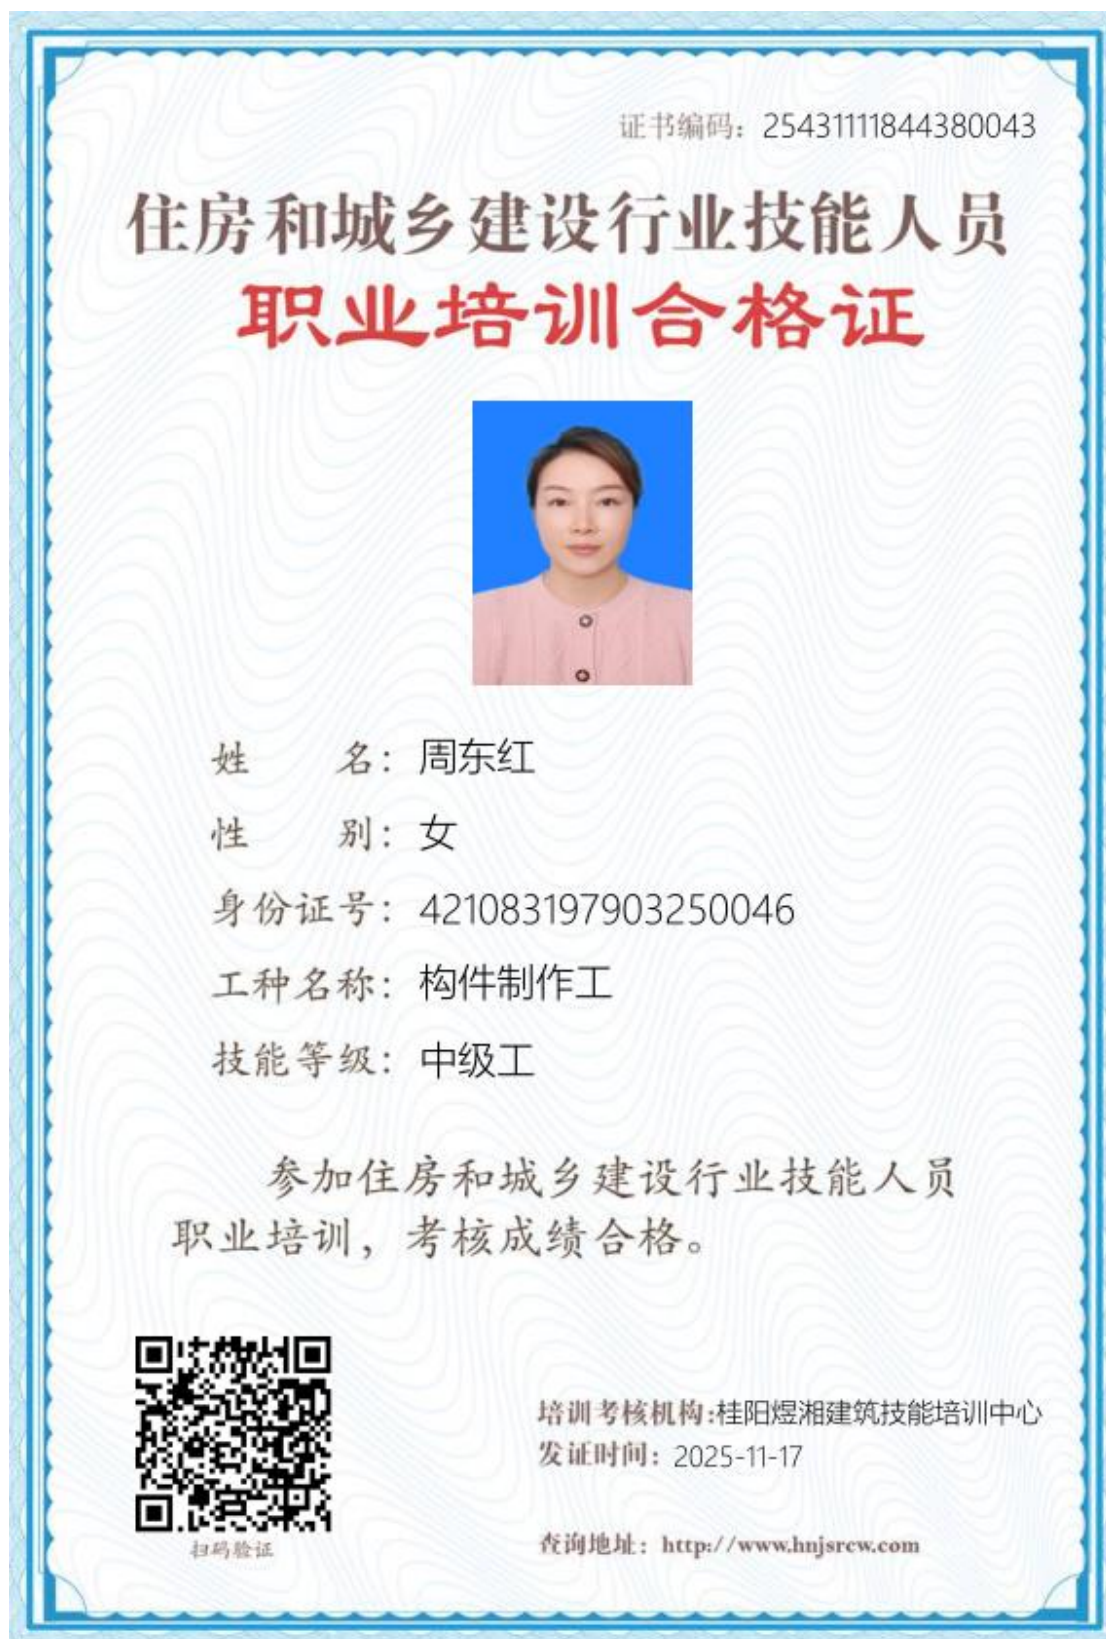 证书编码：25431111844380043
住房和城乡建设行业技能人员
职业培训合格证
姓名：周东红
性别：女
身份证号：421083197903250046
工种名称：构件制作工
技能等级：中级工
参加住房和城乡建设行业技能人员
职业培训，考核成绩合格。
培训考核机构:桂阳煜湘建筑技能培训中心
发证时间：2025-11-17
扫码验证
查询地址：http://www.hnjsrcw.com